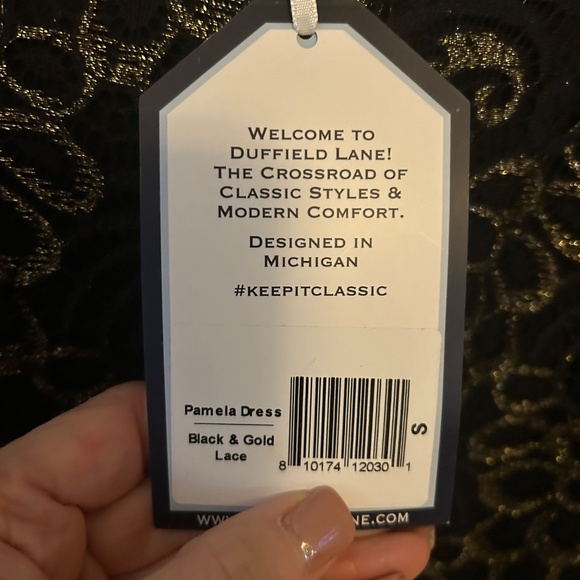 WELCOME TO
DUFFIELD LANE!
THE CROSSROAD OF
CLASSIC STYLES &
MODERN COMFORT.
DESIGNED IN
MICHIGAN
#KEEPITCLASSIC
Pamela Dress
Black & Gold
Lace
S
8 10174 12030 1